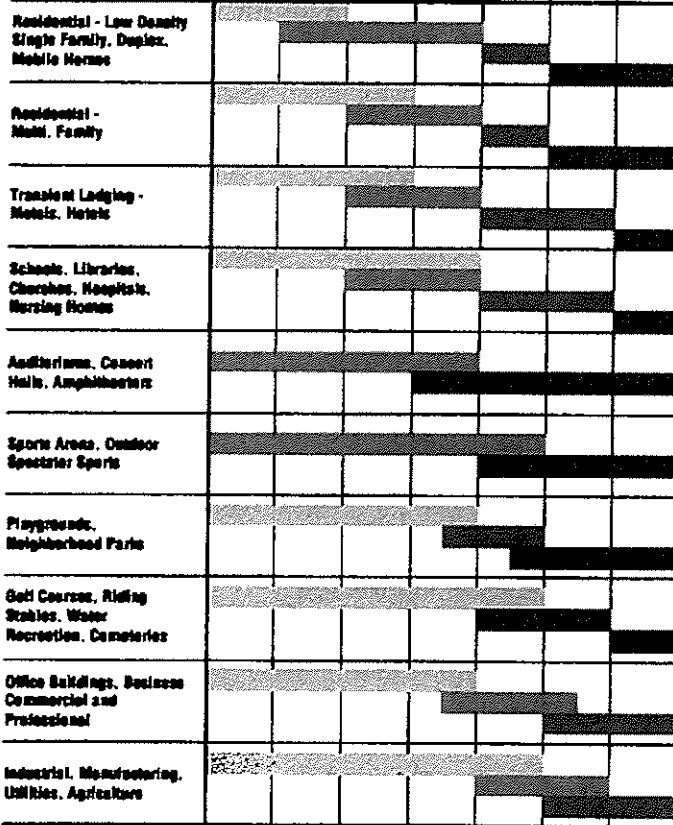 Residential - Low Density
Single Family, Duplex,
Mobile Homes
Residential -
Multi. Family
Transient Lodging -
Motels, Hotels
Schools, Libraries,
Churches, Hospitals,
Nursing Homes
Auditoriums, Concert
Halls, Amphitheaters
Sports Arena, Outdoor
Spectator Sports
Playgrounds,
Neighborhood Parks
Golf Courses, Riding
Stables, Water
Recreation, Cemeteries
Office Buildings, Business
Commercial and
Professional
Industrial, Manufacturing,
Utilities, Agriculture